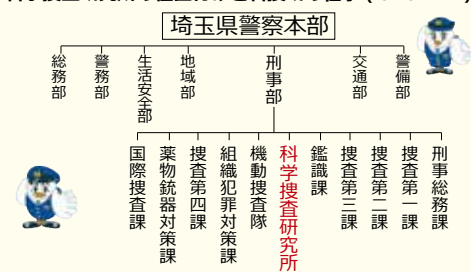 埼玉県警察本部
総務部
警務部
生活安全部
地域部
刑事部
交通部
警備部
国際捜査課
薬物銃器対策課
捜査第四課
組織犯罪対策課
機動捜査隊
科学捜査研究所
鑑識課
捜査第三課
捜査第二課
捜査第一課
刑事総務課